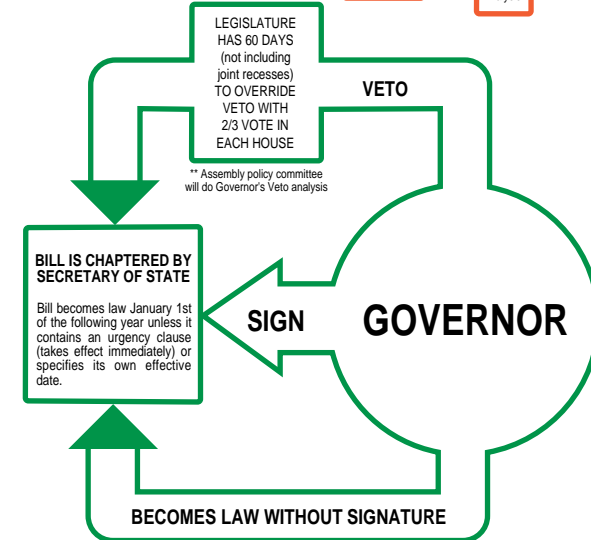 LEGISLATURE
HAS 60 DAYS
(not including
joint recesses)
TO OVERRIDE
VETO WITH
2/3 VOTE IN
EACH HOUSE
VETO
** Assembly policy committee
will do Governor's Veto analysis
BILL IS CHAPTERED BY
SECRETARY OF STATE
Bill becomes law January 1st
of the following year unless it
contains an urgency clause
(takes effect immediately) or
specifies its own effective
date.
SIGN
GOVERNOR
BECOMES LAW WITHOUT SIGNATURE